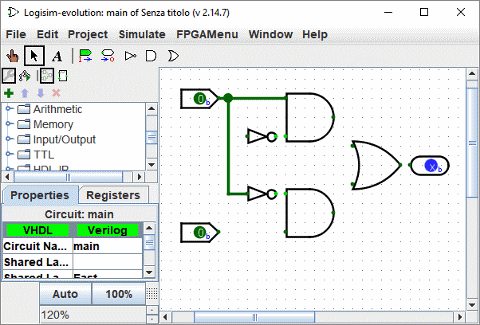 Logisim-evolution: main of Senza titolo (v 2.14.7)
File Edit Project Simulate FPGAMenu Window Help
A
Arithmetic
Memory
Input/Output
TTL
HDL-IP
Properties Registers
Circuit: main
VHDL Verilog
Circuit Na... main
Shared La...
Shared La... East
Auto 100%
120%
0 b
x b
0 b